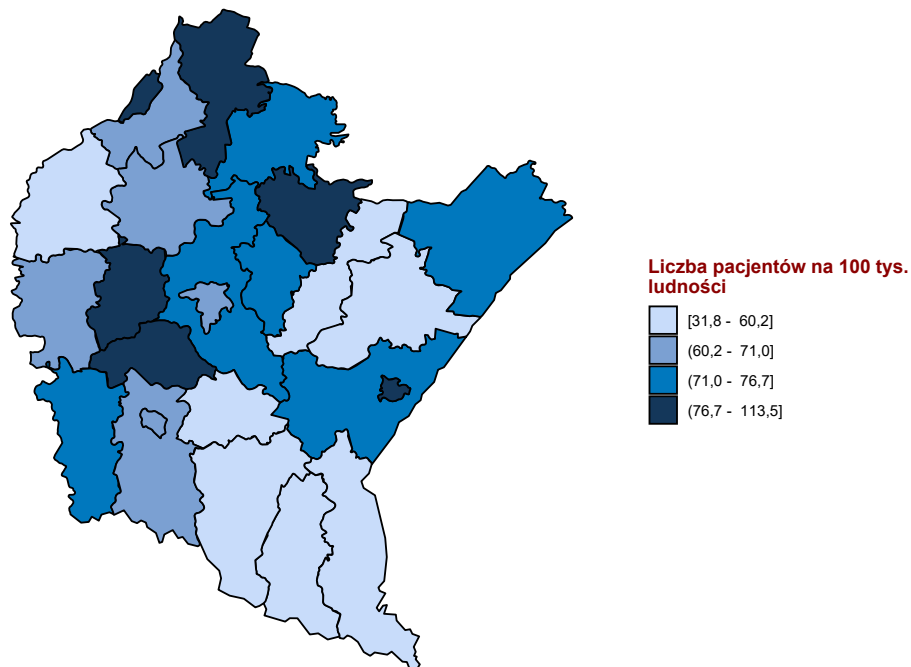 Liczba pacjentów na 100 tys.
ludności
[31,8 - 60,2]
(60,2 - 71,0]
(71,0 - 76,7]
(76,7 - 113,5]